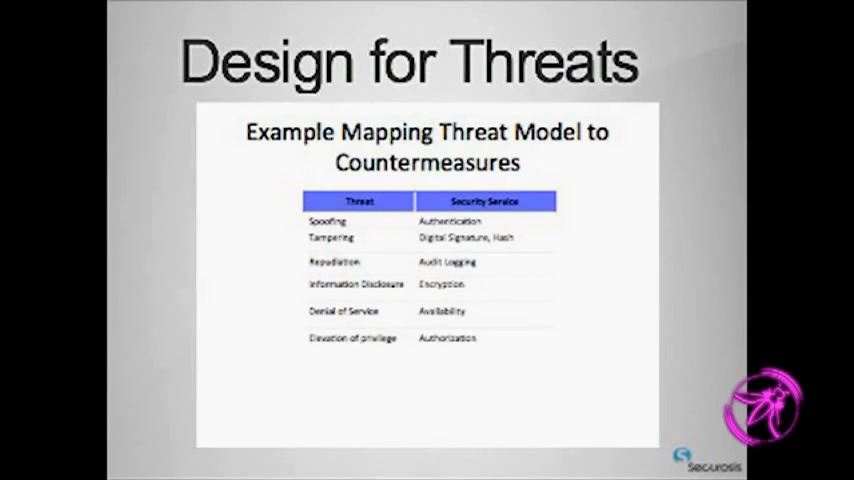 Design for Threats
Example Mapping Threat Model to
Countermeasures
Threat Security Service
Spoofing Authentication
Tampering Digital Signature, Hash
Repudiation Audit Logging
Information Disclosure Encryption
Denial of Service Availability
Elevation of privilege Authorization
Securosis